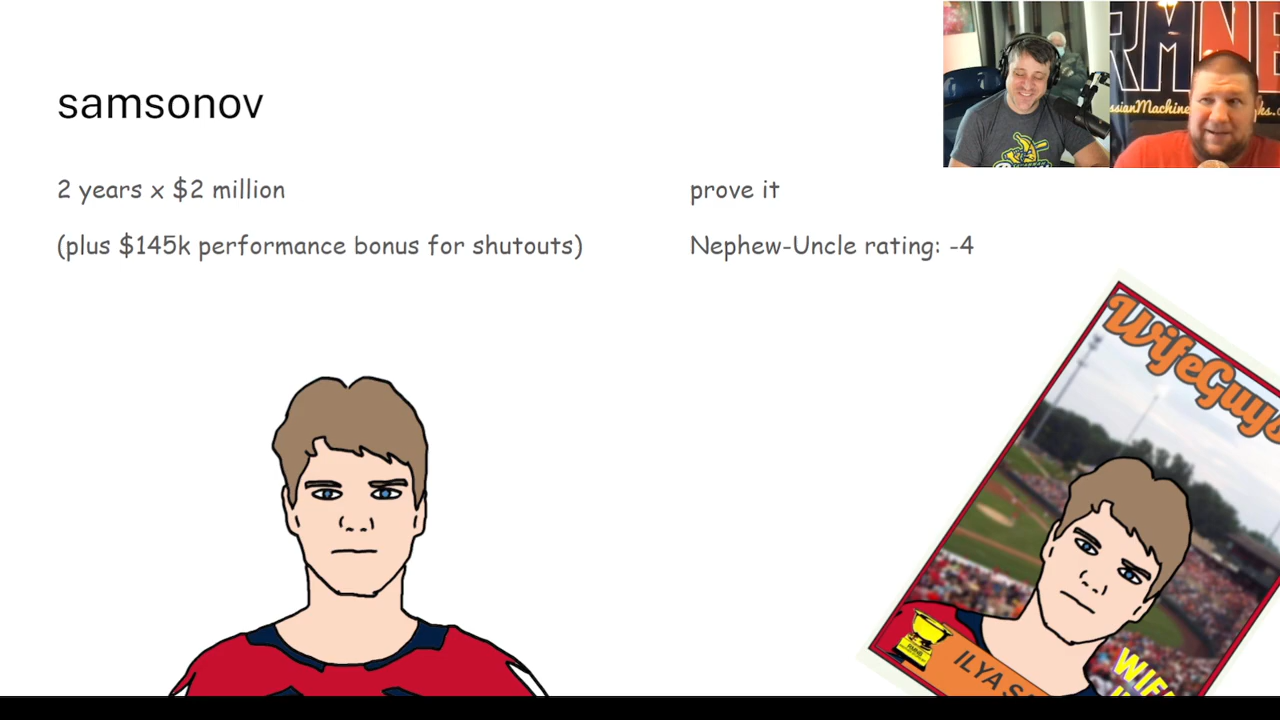 samsonov
2 years x $2 million
(plus $145k performance bonus for shutouts)
prove it
Nephew-Uncle rating: -4
WifeGuys
RMNB
ILYA